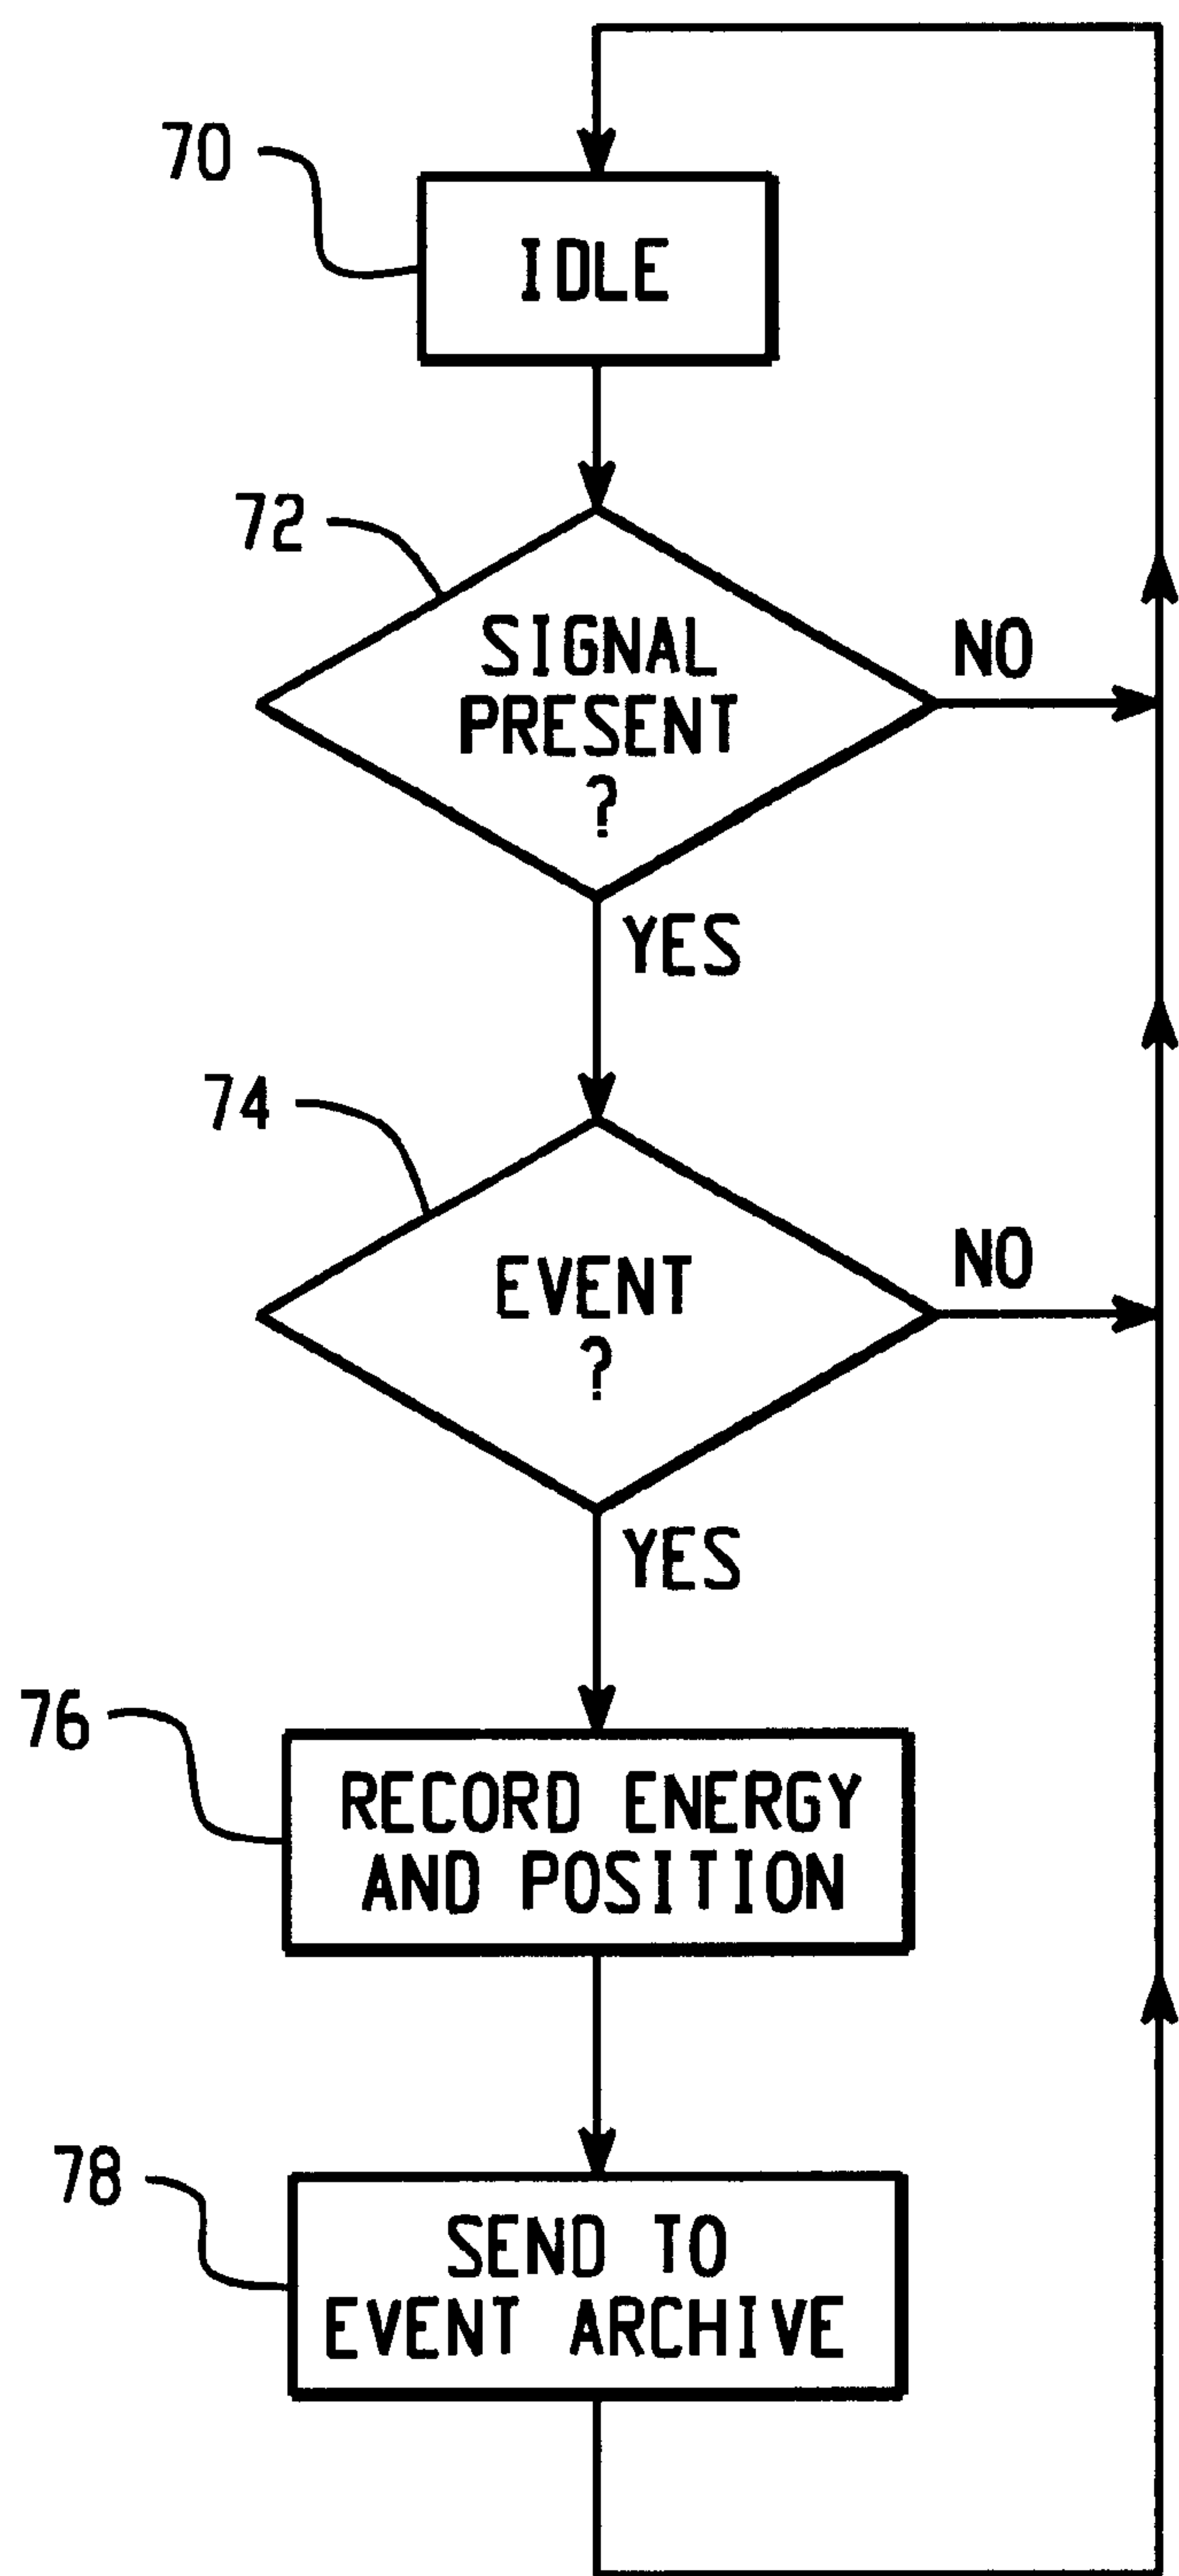 70
IDLE
72
SIGNAL
PRESENT
?
NO
YES
74
EVENT
?
NO
YES
76
RECORD ENERGY
AND POSITION
78
SEND TO
EVENT ARCHIVE